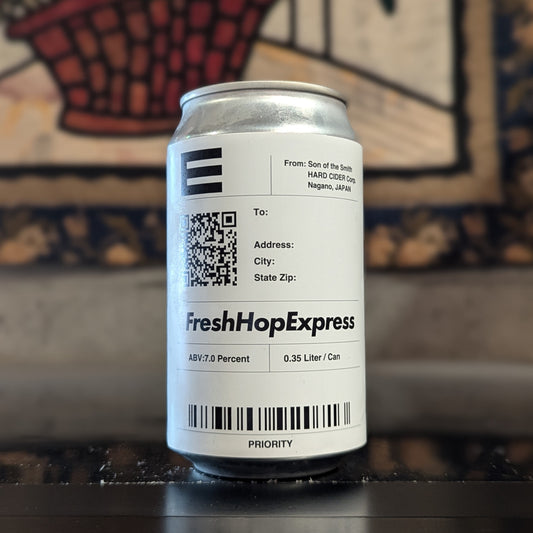 E
From: Son of the Smith
HARD CIDER Corp.
Nagano, JAPAN
To:
Address:
City:
State Zip:
FreshHopExpress
ABV:7.0 Percent
0.35 Liter / Can
PRIORITY